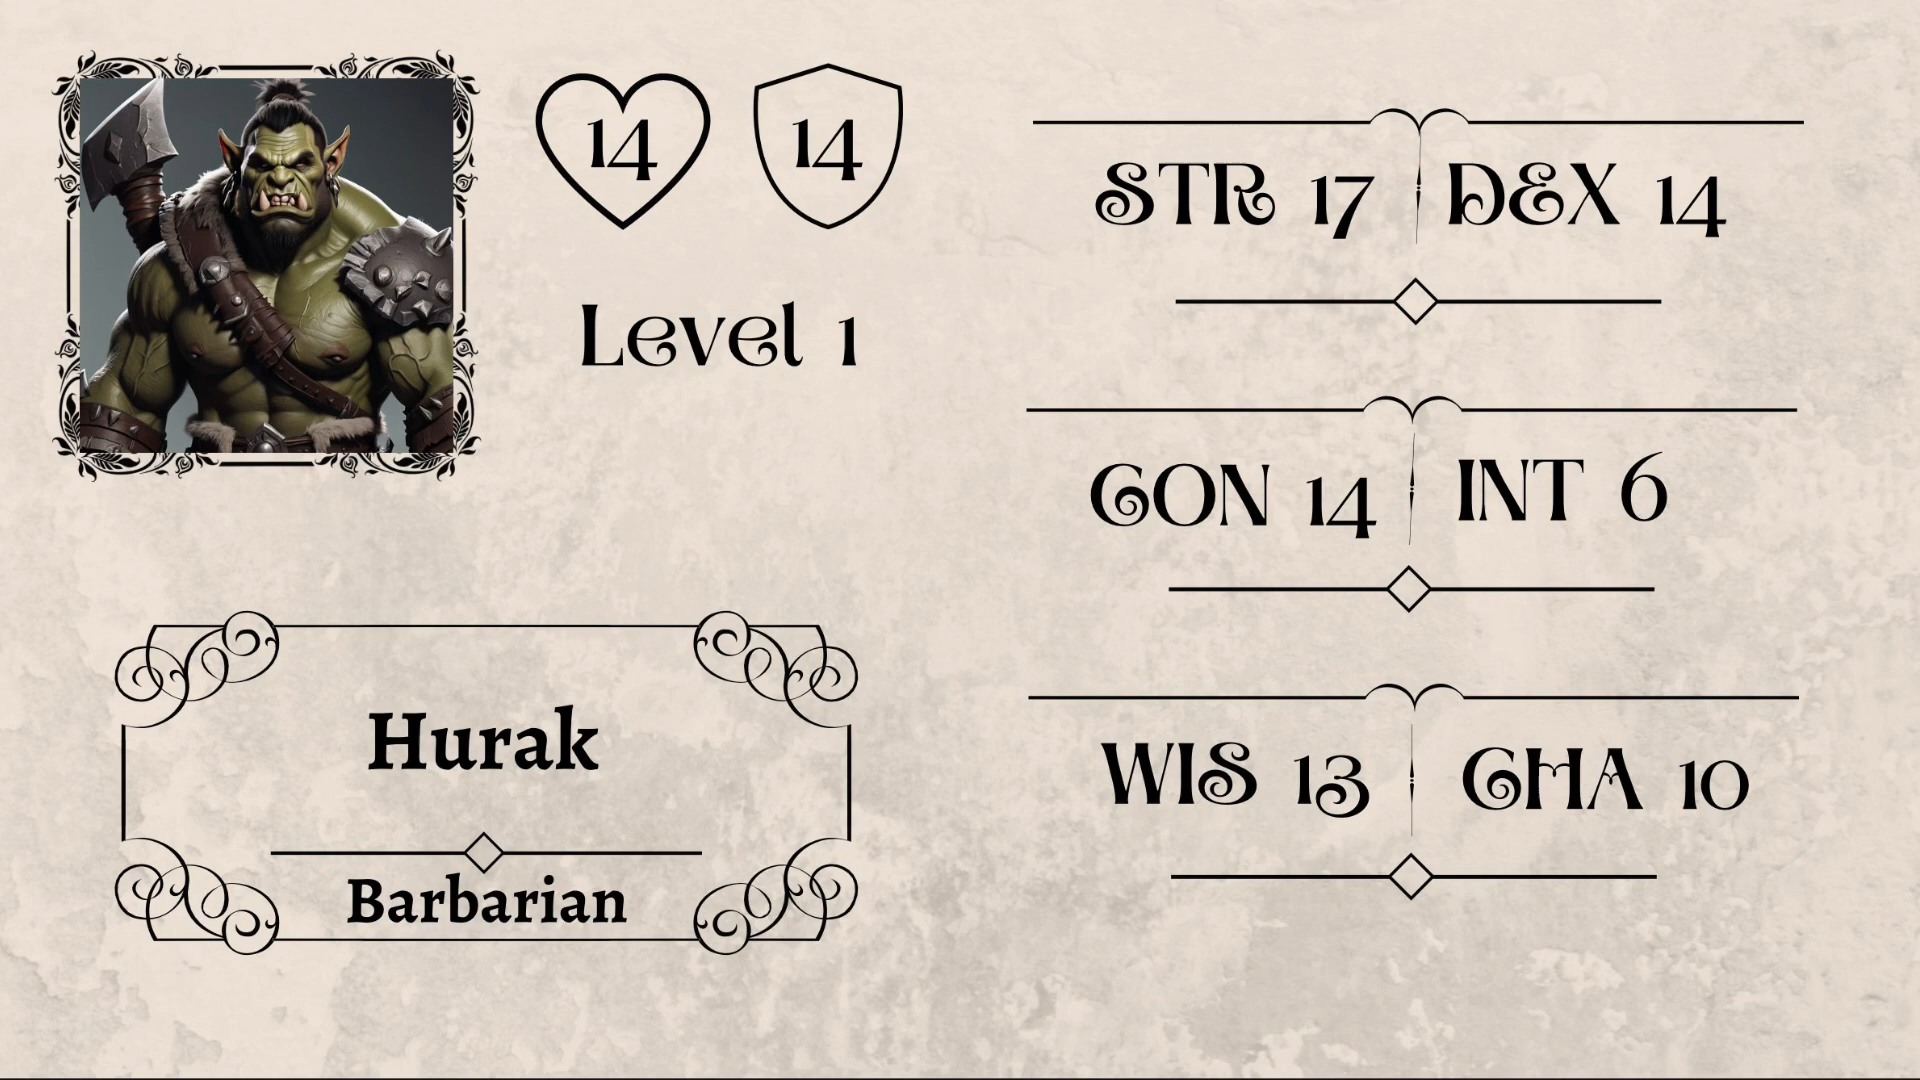 14 14
Level 1
Hurak
Barbarian
STR 17 DEX 14
CON 14 INT 6
WIS 13 CHA 10